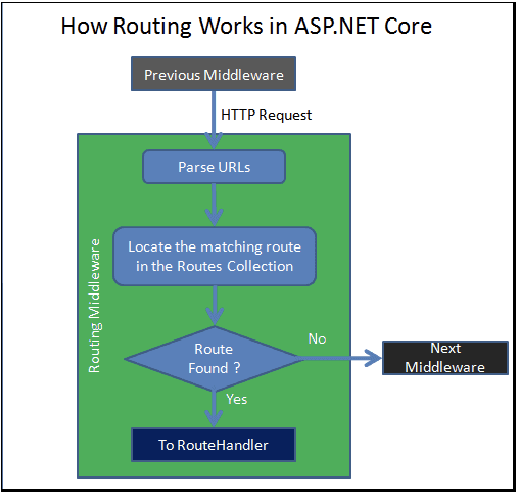 How Routing Works in ASP.NET Core
Previous Middleware
HTTP Request
Parse URLs
Locate the matching route
in the Routes Collection
Routing Middleware
Route
Found ?
No
Next
Middleware
Yes
To RouteHandler